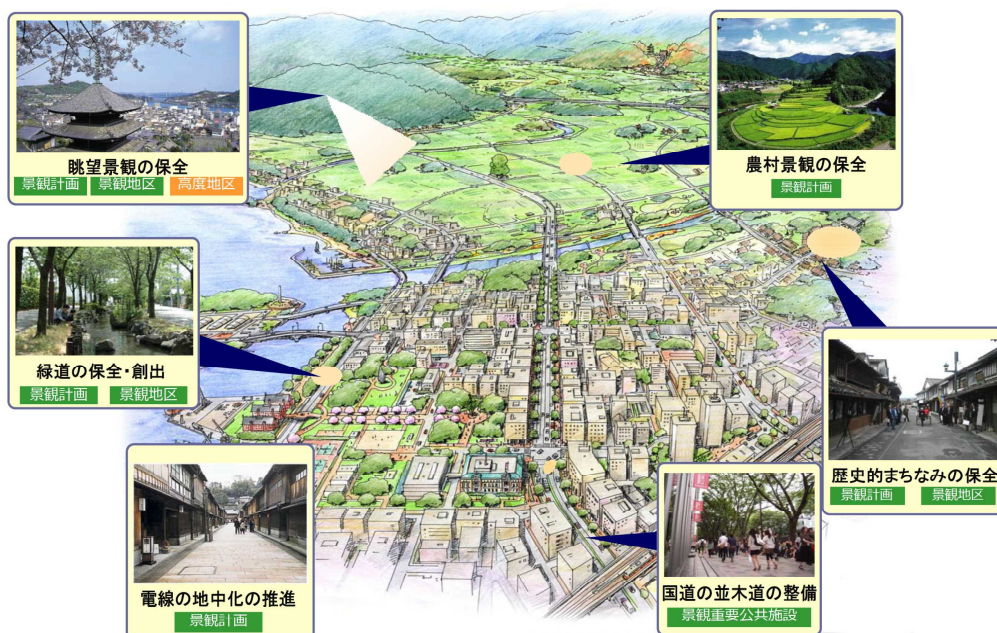 眺望景観の保全
景観計画 景観地区 高度地区
農村景観の保全
景観計画
緑道の保全・創出
景観計画 景観地区
歴史的まちなみの保全
景観計画 景観地区
電線の地中化の推進
景観計画
国道の並木道の整備
景観重要公共施設